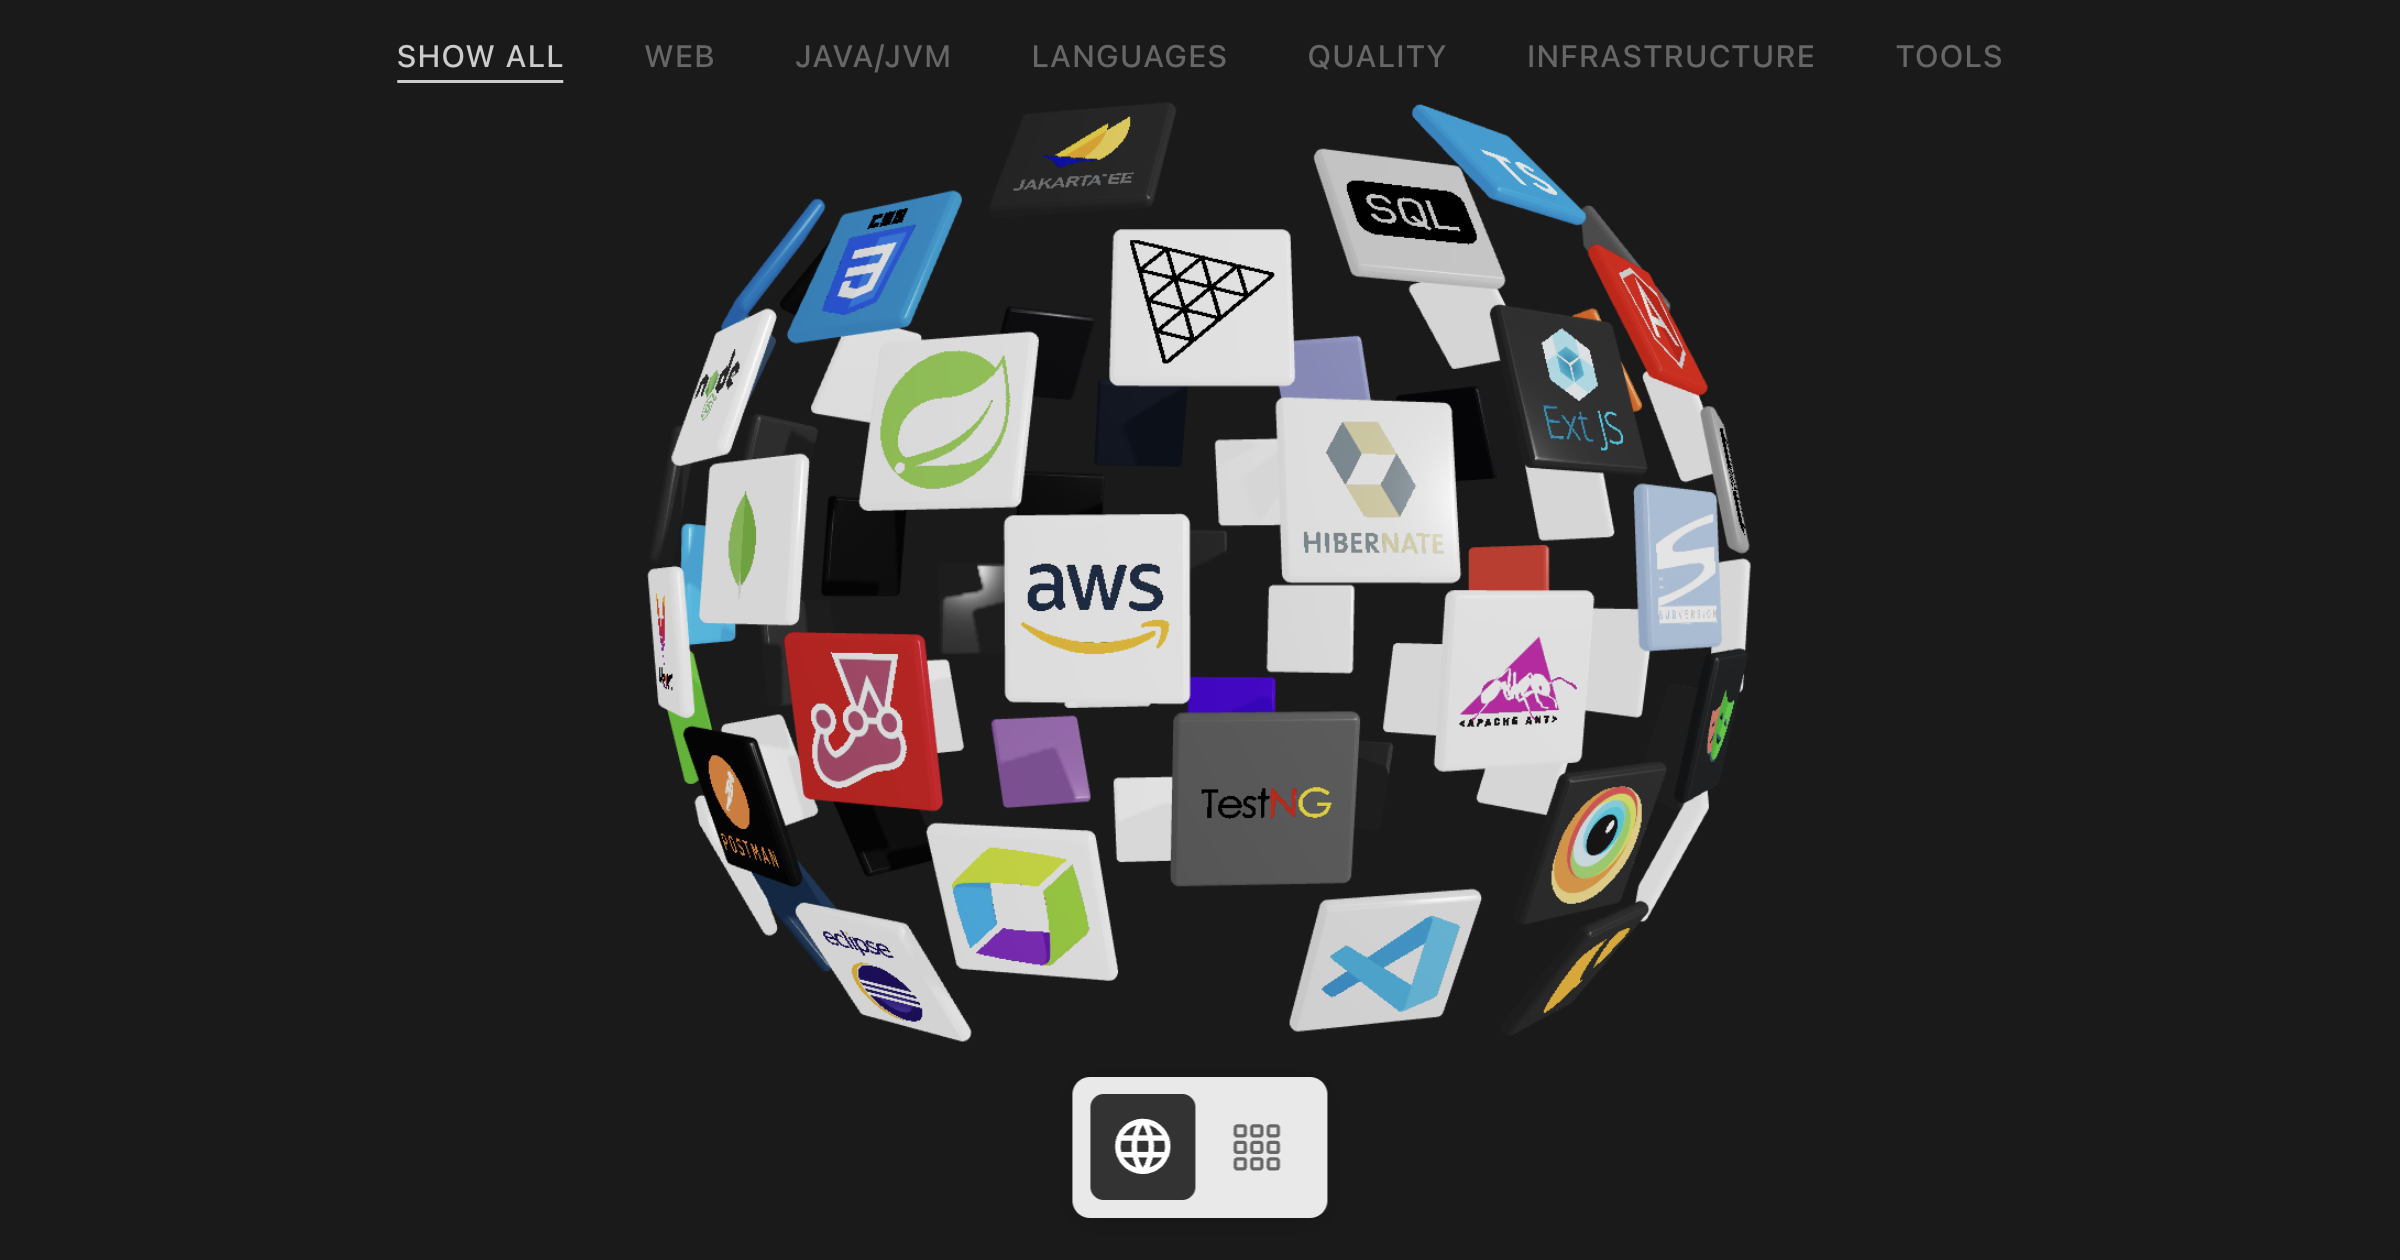 SHOW ALL WEB JAVA/JVM LANGUAGES QUALITY INFRASTRUCTURE TOOLS
JAKARTA EE
TS
SQL
node
Ext JS
HIBERNATE
aws
SUBVERSION
<APACHE ANT>
TestNG
POSTMAN
eclipse